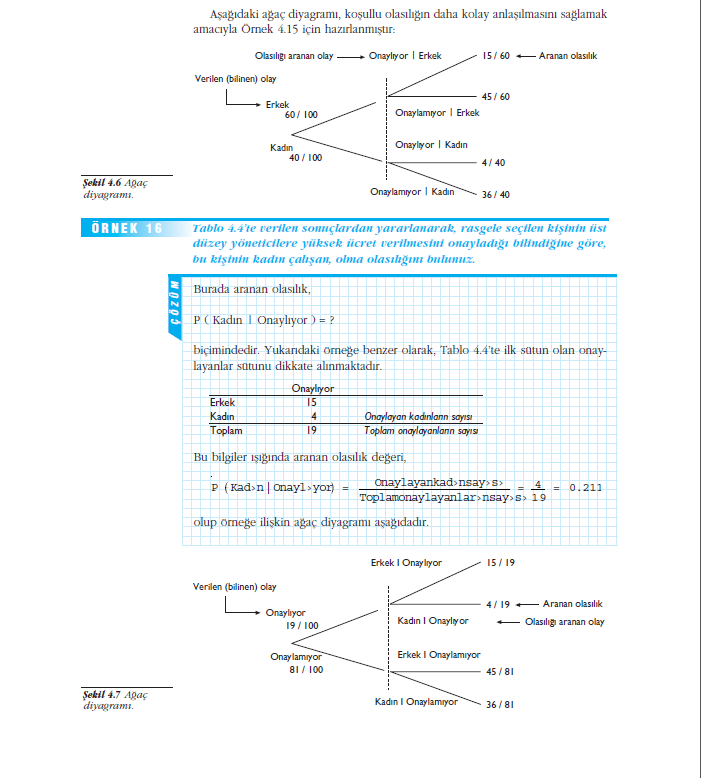 Aşağıdaki ağaç diyagramı, koşullu olasılığın daha kolay anlaşılmasını sağlamak
amacıyla Örnek 4.15 için hazırlanmıştır:
Olasılığı aranan olay Onaylıyor | Erkek 15 / 60 Aranan olasılık
Verilen (bilinen) olay
Erkek 45 / 60
60 / 100 Onaylamıyor | Erkek
Kadın Onaylıyor | Kadın
40 / 100 4 / 40
Onaylamıyor | Kadın 36 / 40
Şekil 4.6 Ağaç
diyagramı.
ÖRNEK 16
Tablo 4.4'te verilen sonuçlardan yararlanarak, rasgele seçilen kişinin üst
düzey yöneticilere yüksek ücret verilmesini onayladığı bilindiğine göre,
bu kişinin kadın çalışan, olma olasılığını bulunuz.
ÇÖZÜM
Burada aranan olasılık,
P ( Kadın | Onaylıyor ) = ?
biçimindedir. Yukarıdaki örneğe benzer olarak, Tablo 4.4'te ilk sütun olan onay-
layanlar sütunu dikkate alınmaktadır.
Onaylıyor
Erkek 15
Kadın 4 Onaylayan kadınların sayısı
Toplam 19 Toplam onaylayanların sayısı
Bu bilgiler ışığında aranan olasılık değeri,
P (Kad›n|Onayl›yor) = Onaylayankad›nsay›s› / Toplamonaylayanlar›nsay›s› = 4 / 19 = 0.211
olup örneğe ilişkin ağaç diyagramı aşağıdadır.
Erkek I Onaylıyor 15 / 19
Verilen (bilinen) olay
4 / 19 Aranan olasılık
Onaylıyor
19 / 100 Kadın I Onaylıyor Olasılığı aranan olay
Onaylamıyor Erkek I Onaylamıyor
81 / 100 45 / 81
Kadın I Onaylamıyor 36 / 81
Şekil 4.7 Ağaç
diyagramı.